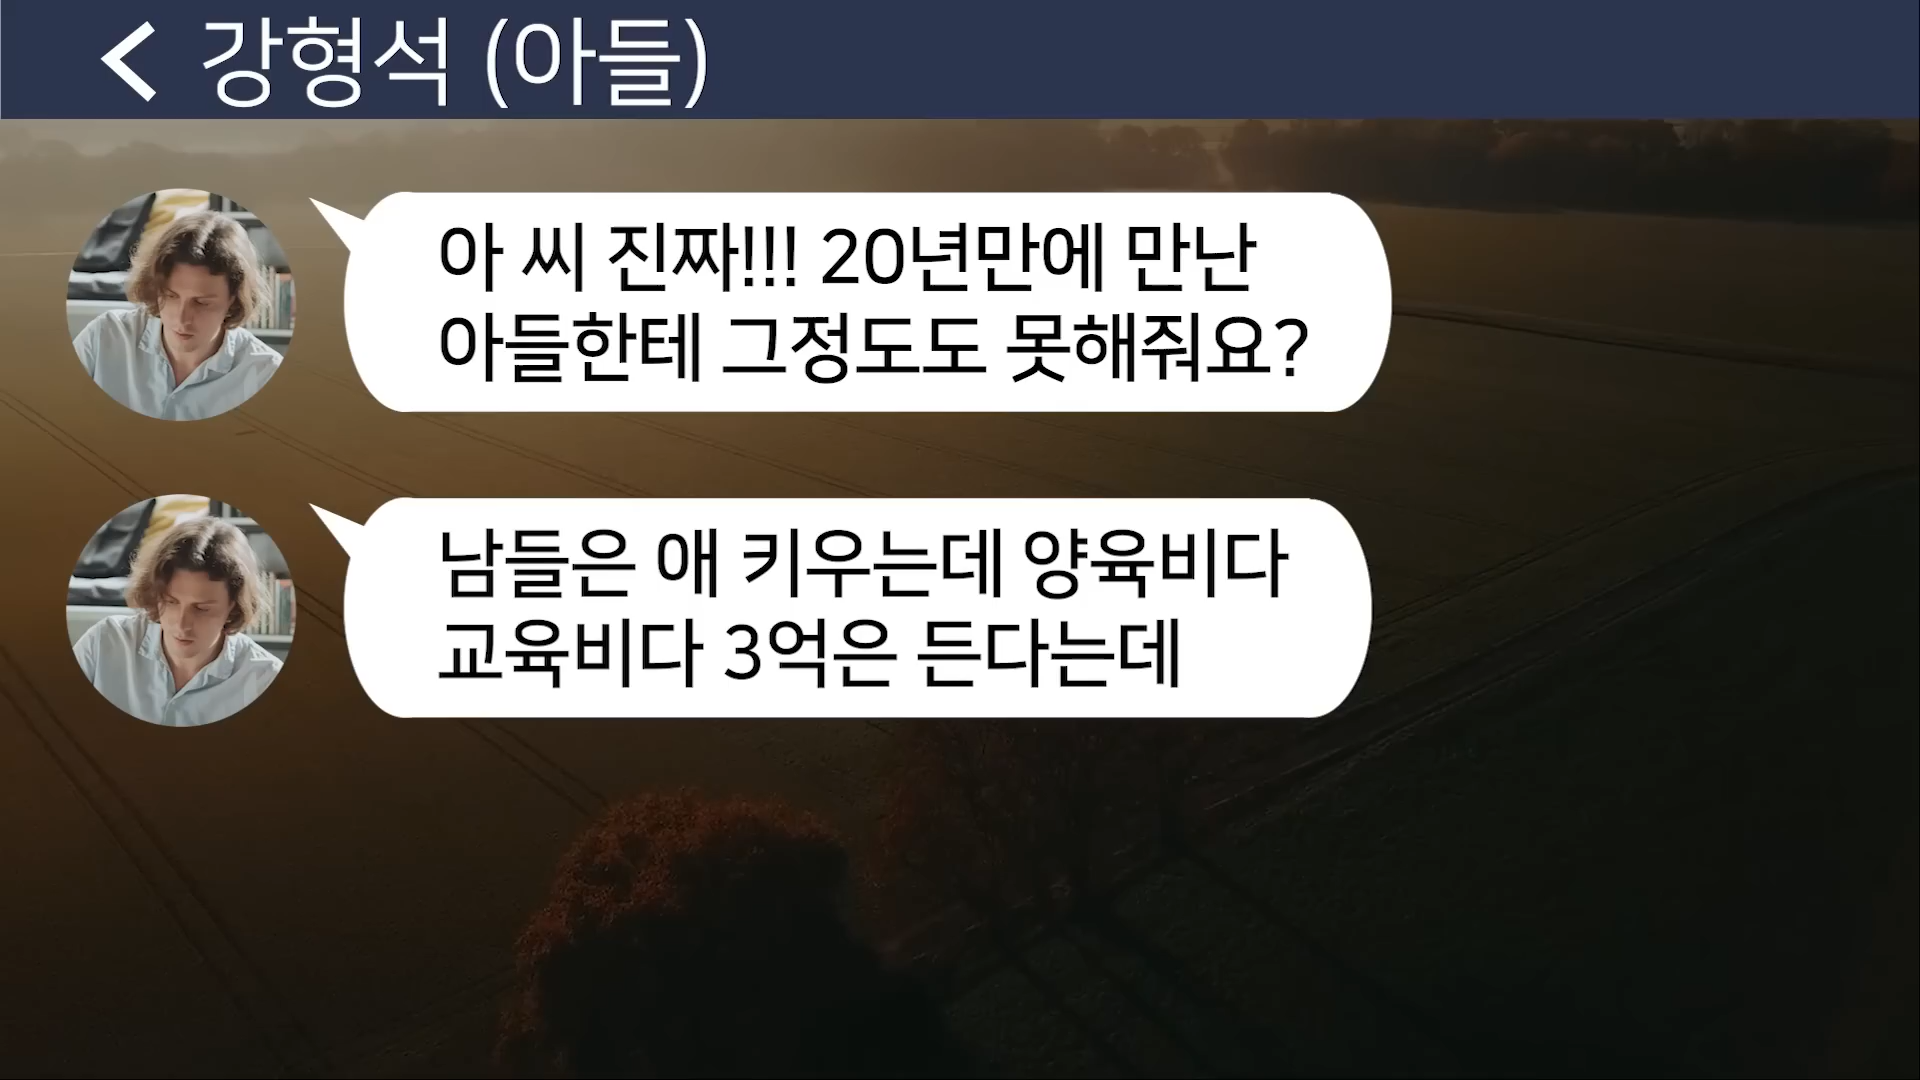 강형석 (아들)
아 씨 진짜!!! 20년만에 만난
아들한테 그정도도 못해줘요?
남들은 애 키우는데 양육비다
교육비다 3억은 든다는데